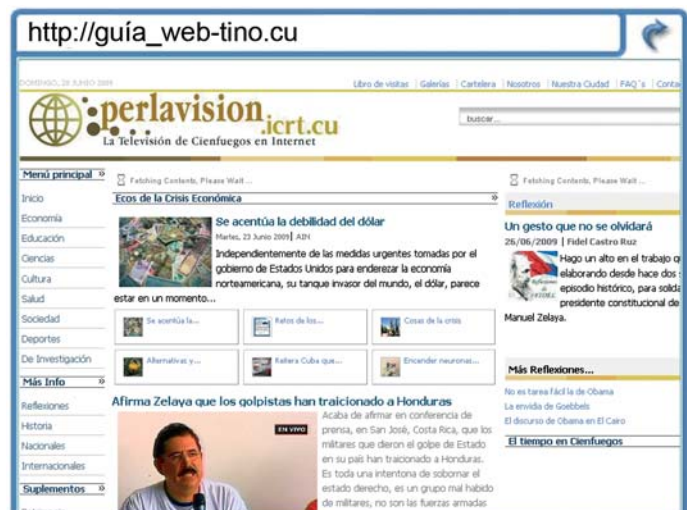 http://guía_web-tino.cu
DOMINGO, 28 JUNIO 2009
Libro de visitas | Galerías | Cartelera | Nosotros | Nuestra Ciudad | FAQ´s |
perlavision.icrt.cu
La Televisión de Cienfuegos en Internet
buscar...
Menú principal »
Inicio
Economía
Educación
Ciencias
Cultura
Salud
Sociedad
Deportes
De Investigación
Más Info »
Reflexiones
Historia
Nacionales
Internacionales
Suplementos »
Fetching Contents, Please Wait ...
Ecos de la Crisis Económica »
Se acentúa la debilidad del dólar
Martes, 23 Junio 2009| AIN
Independientemente de las medidas urgentes tomadas por el
gobierno de Estados Unidos para enderezar la economía
norteamericana, su tanque invasor del mundo, el dólar, parece
estar en un momento...
Se acentúa la...
Retos de los...
Cosas de la crisis
Alternativas y...
Reitera Cuba que...
Encender neuronas...
Afirma Zelaya que los golpistas han traicionado a Honduras
EN VIVO
Acaba de afirmar en conferencia de
prensa, en San José, Costa Rica, que los
militares que dieron el golpe de Estado
en su país han traicionado a Honduras.
Es toda una intentona de sobornar el
estado derecho, es un grupo mal habido
de militares, no son las fuerzas armadas
Fetching Contents, Please Wait ...
Reflexión
Un gesto que no se olvidará
26/06/2009 | Fidel Castro Ruz
Hago un alto en el trabajo
elaborando desde hace dos
episodio histórico, para
presidente constitucional de
Manuel Zelaya.
Más Reflexiones...
No es tarea fácil la de Obama
La envida de Goebbels
El discurso de Obama en El Cairo
El tiempo en Cienfuegos